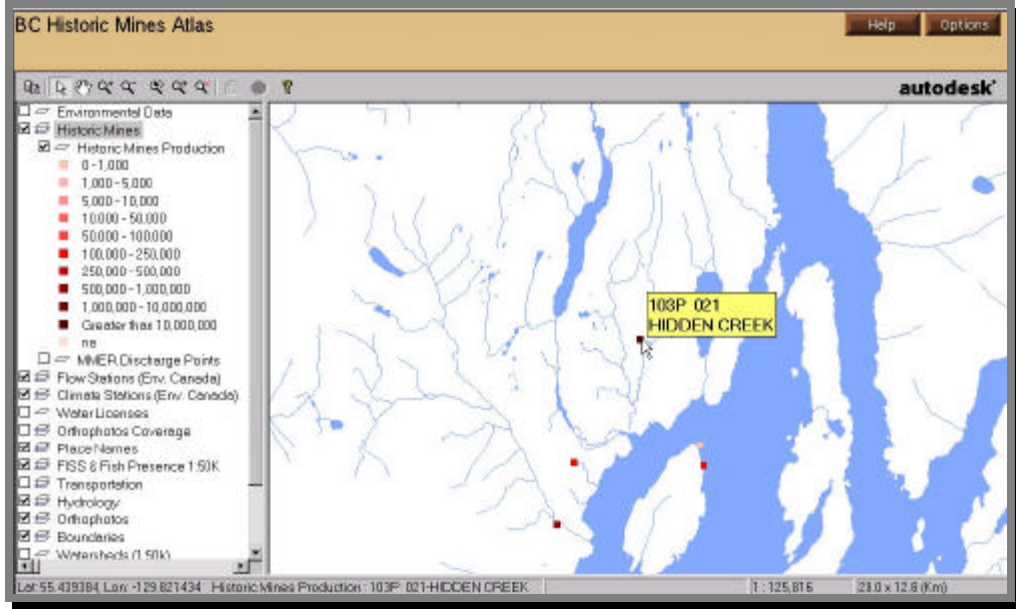 BC Historic Mines Atlas
Help
Options
autodesk
Environmental Data
Historic Mines
Historic Mines Production
0 - 1,000
1,000 - 5,000
5,000 - 10,000
10,000 - 50,000
50,000 - 100,000
100,000 - 250,000
250,000 - 500,000
500,000 - 1,000,000
1,000,000 - 10,000,000
Greater than 10,000,000
na
MMER Discharge Points
Flow Stations (Env. Canada)
Climate Stations (Env. Canada)
Water Licenses
Orthophotos Coverage
Place Names
FISS & Fish Presence 1:50K
Transportation
Hydrology
Orthophotos
Boundaries
Watersheds (1:50K)
103P 021
HIDDEN CREEK
Lat: 55.439384, Lon: -129.821434 Historic Mines Production : 103P 021-HIDDEN CREEK
1 : 125,816
x 12.8 (Km)